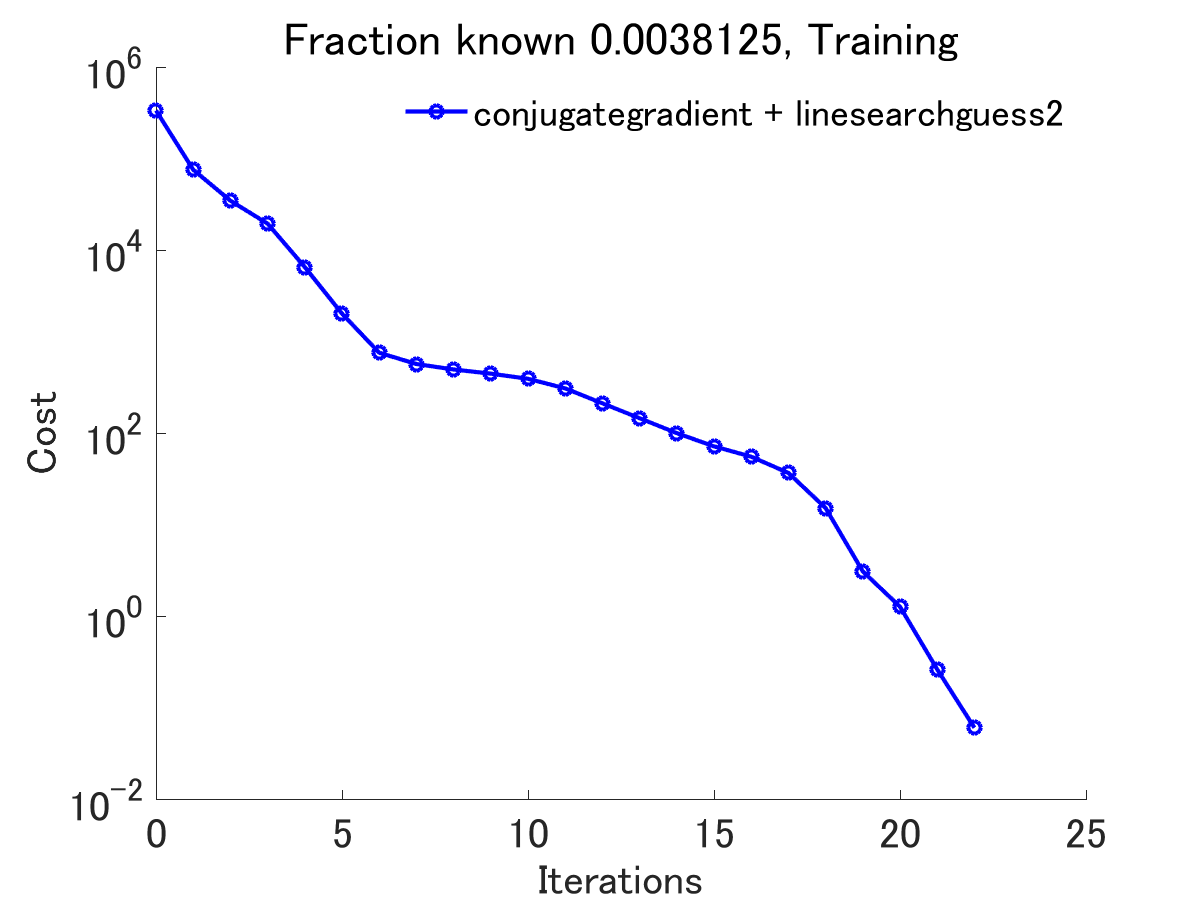 Fraction known 0.0038125, Training
conjugategradient + linesearchguess2
10^6
10^4
10^2
10^0
10^-2
Cost
0 5 10 15 20 25
Iterations